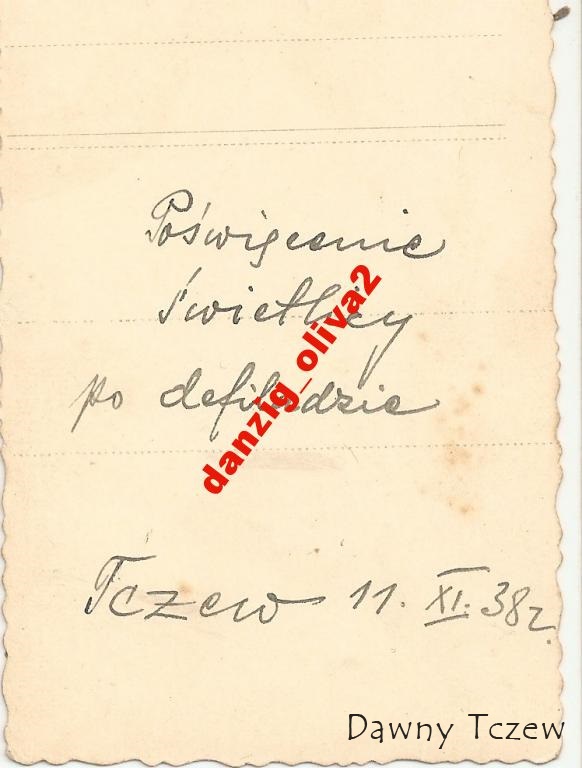 Poświęcenie
świetlicy
po defiladzie
danzig_oliva2
Tczew 11. XI. 38 r.
Dawny Tczew